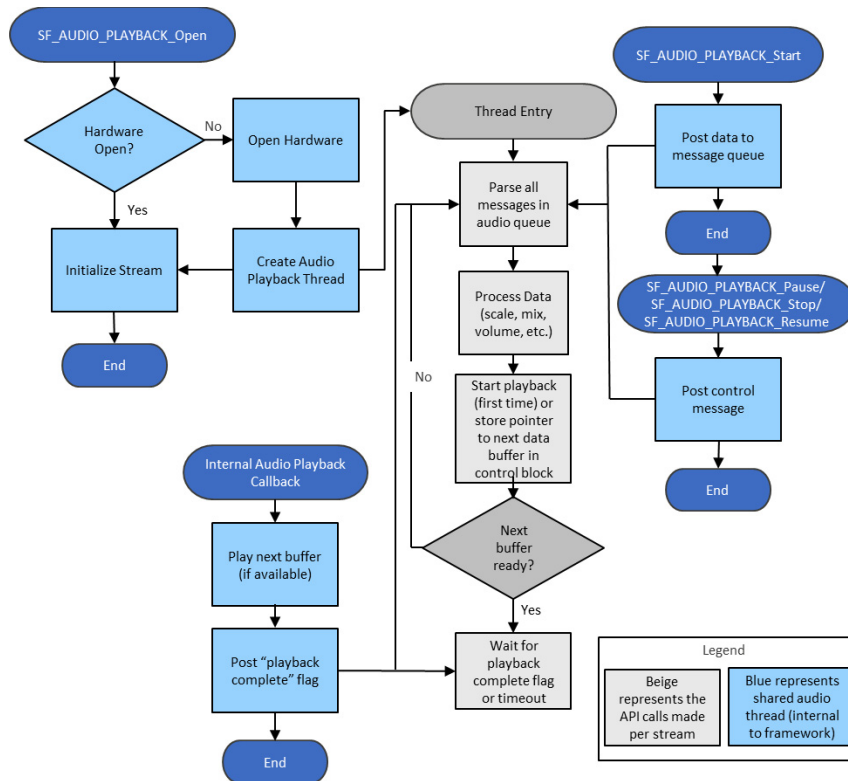 SF_AUDIO_PLAYBACK_Open
Hardware
Open?
No
Yes
Open Hardware
Initialize Stream
Create Audio
Playback Thread
End
Thread Entry
Parse all
messages in
audio queue
Process Data
(scale, mix,
volume, etc.)
Start playback
(first time) or
store pointer
to next data
buffer in
control block
Next
buffer
ready?
No
Yes
Wait for
playback
complete flag
or timeout
SF_AUDIO_PLAYBACK_Start
Post data to
message queue
End
SF_AUDIO_PLAYBACK_Pause/
SF_AUDIO_PLAYBACK_Stop/
SF_AUDIO_PLAYBACK_Resume
Post control
message
End
Internal Audio Playback
Callback
Play next buffer
(if available)
Post “playback
complete” flag
End
Legend
Beige
represents the
API calls made
per stream
Blue represents
shared audio
thread (internal
to framework)